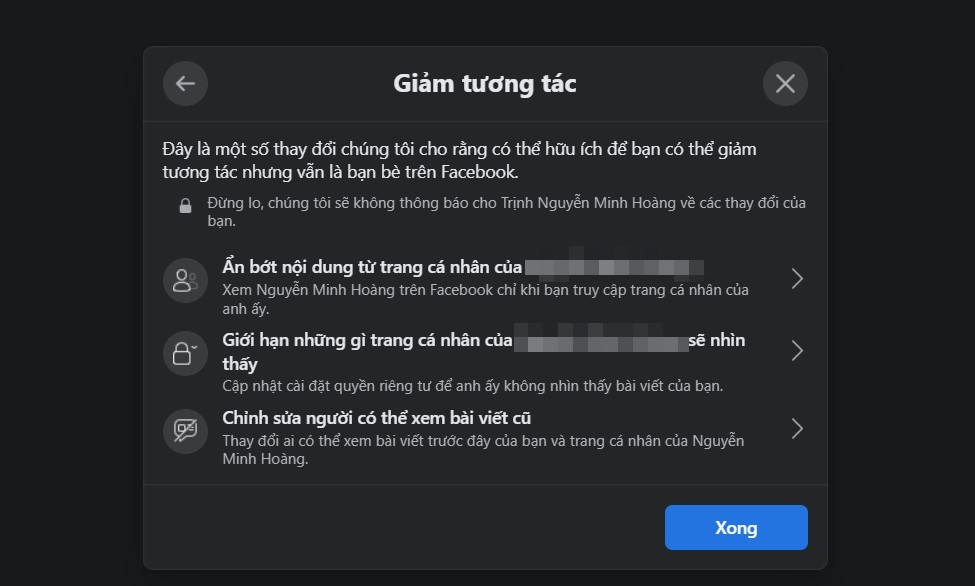 Giảm tương tác
Đây là một số thay đổi chúng tôi cho rằng có thể hữu ích để bạn có thể giảm
tương tác nhưng vẫn là bạn bè trên Facebook.
Đừng lo, chúng tôi sẽ không thông báo cho Trịnh Nguyễn Minh Hoàng về các thay đổi của
bạn.
Ẩn bớt nội dung từ trang cá nhân của
Xem Nguyễn Minh Hoàng trên Facebook chỉ khi bạn truy cập trang cá nhân của
anh ấy.
Giới hạn những gì trang cá nhân của sẽ nhìn
thấy
Cập nhật cài đặt quyền riêng tư để anh ấy không nhìn thấy bài viết của bạn.
Chỉnh sửa người có thể xem bài viết cũ
Thay đổi ai có thể xem bài viết trước đây của bạn và trang cá nhân của Nguyễn
Minh Hoàng.
Xong